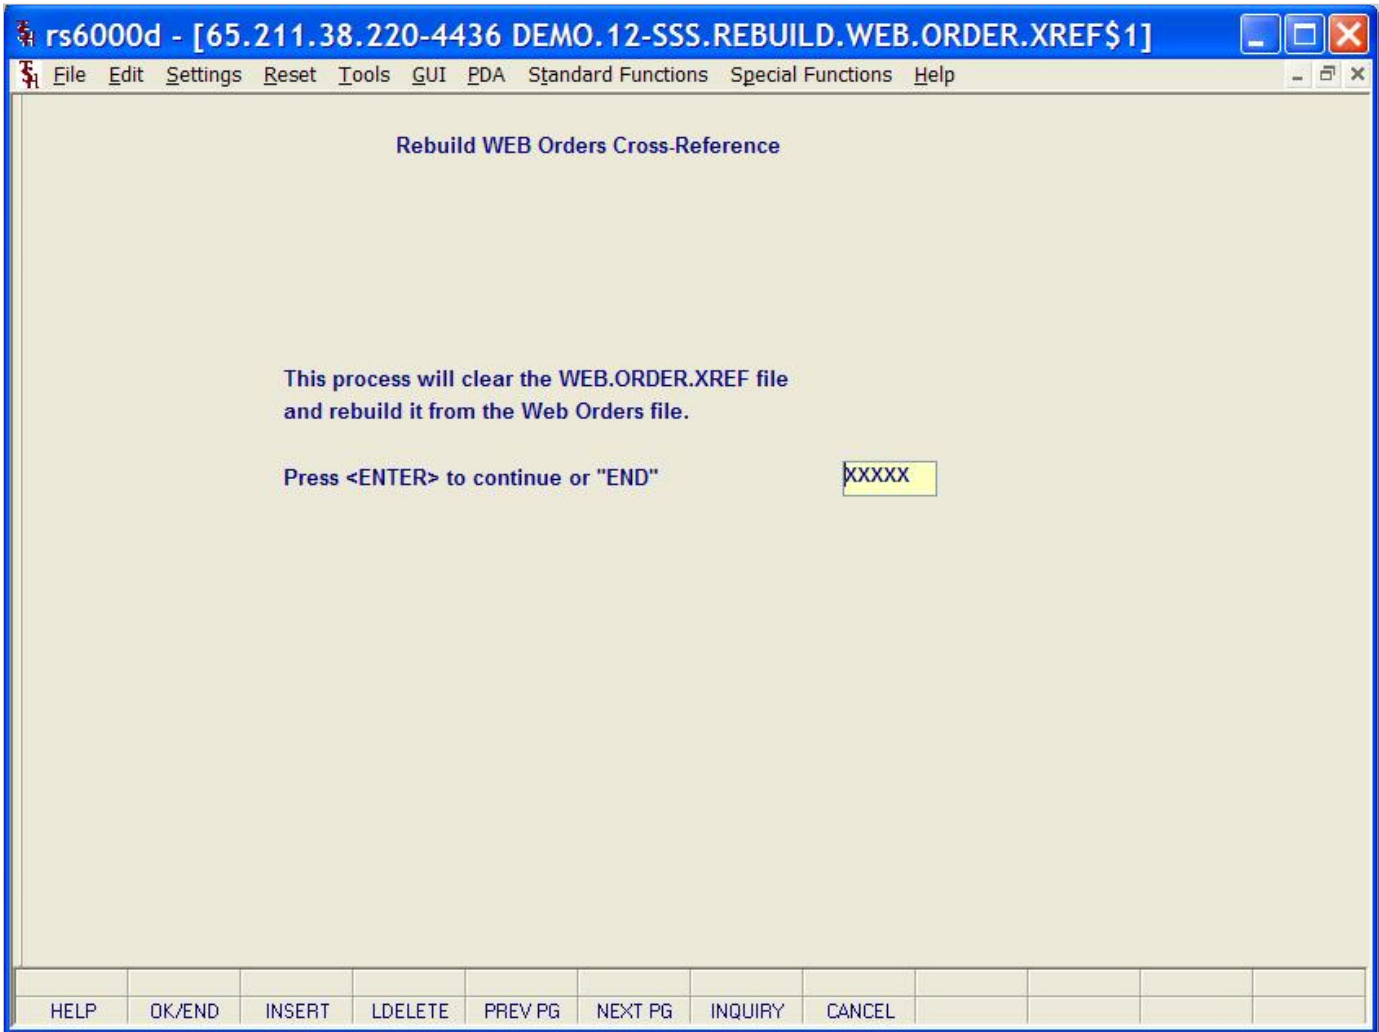 rs6000d - [65.211.38.220-4436 DEMO.12-SSS.REBUILD.WEB.ORDER.XREF$1]
File Edit Settings Reset Tools GUI PDA Standard Functions Special Functions Help
Rebuild WEB Orders Cross-Reference
This process will clear the WEB.ORDER.XREF file
and rebuild it from the Web Orders file.
Press <ENTER> to continue or "END" XXXXX
HELP OK/END INSERT LDELETE PREV PG NEXT PG INQUIRY CANCEL